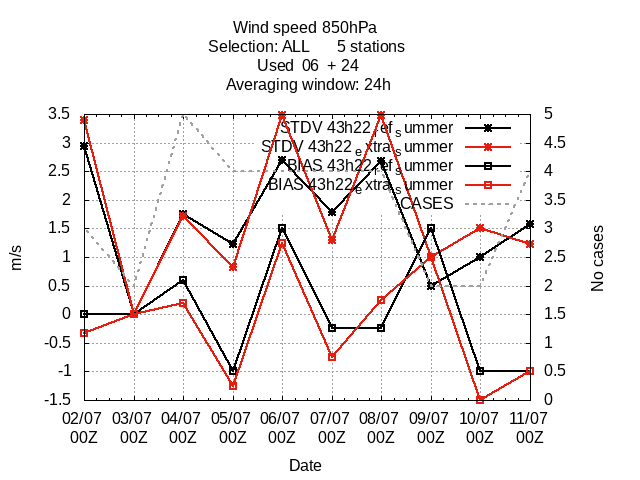 Wind speed 850hPa
Selection: ALL 5 stations
Used 06 + 24
Averaging window: 24h
3.5
3
2.5
2
1.5
1
0.5
0
-0.5
-1
-1.5
m/s
STDV 43h22refsummer
STDV 43h22extrasummer
BIAS 43h22refsummer
BIAS 43h22extrasummer
CASES
5
4.5
4
3.5
3
2.5
2
1.5
1
0.5
0
No cases
02/07 03/07 04/07 05/07 06/07 07/07 08/07 09/07 10/07 11/07
00Z 00Z 00Z 00Z 00Z 00Z 00Z 00Z 00Z 00Z
Date